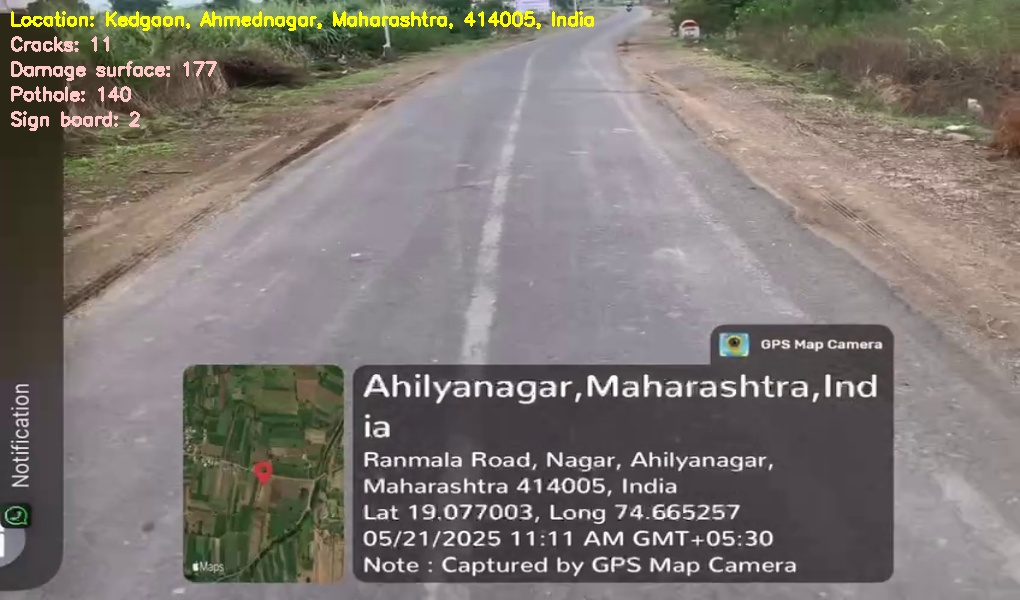 Location: Kedgaon, Ahmednagar, Maharashtra, 414005, India
Cracks: 11
Damage surface: 177
Pothole: 140
Sign board: 2
Notification
GPS Map Camera
Ahilyanagar,Maharashtra,Ind
ia
Ranmala Road, Nagar, Ahilyanagar,
Maharashtra 414005, India
Lat 19.077003, Long 74.665257
05/21/2025 11:11 AM GMT+05:30
Note : Captured by GPS Map Camera
Maps